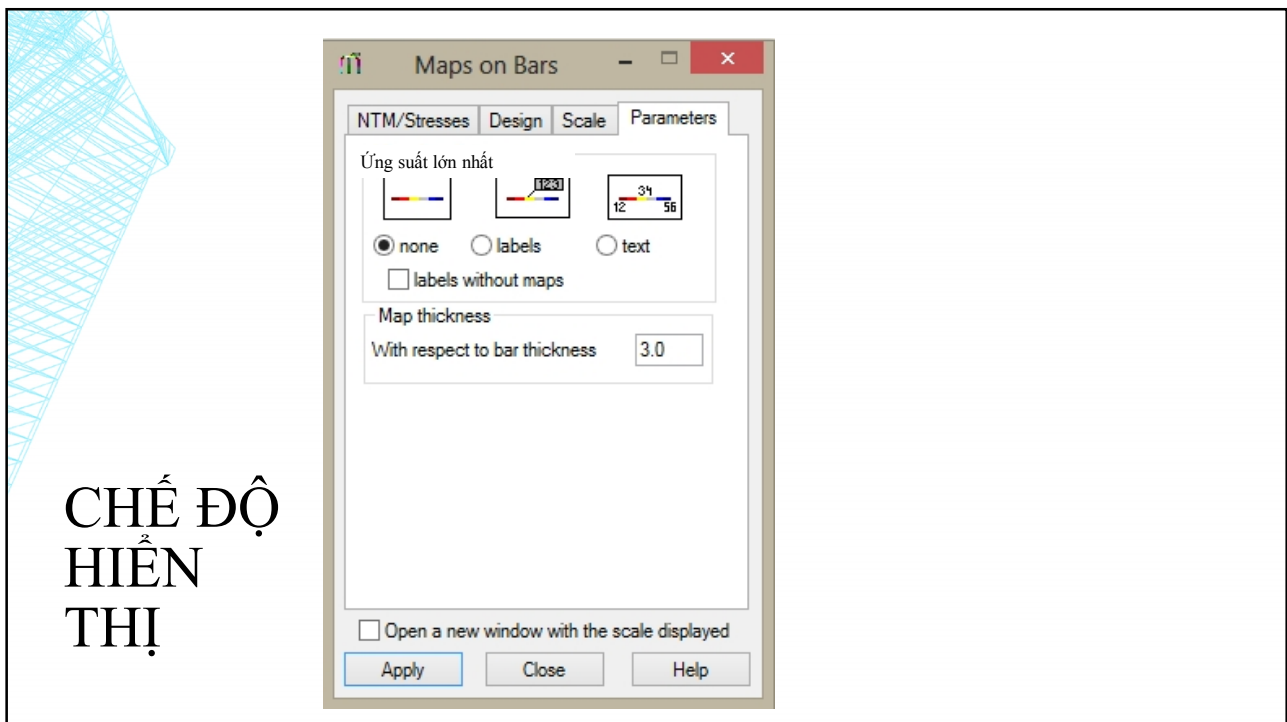 Maps on Bars
NTM/Stresses Design Scale Parameters
Ứng suất lớn nhất
123
34
12 56
none labels text
labels without maps
Map thickness
With respect to bar thickness 3.0
CHẾ ĐỘ
HIỂN
THỊ
Open a new window with the scale displayed
Apply Close Help